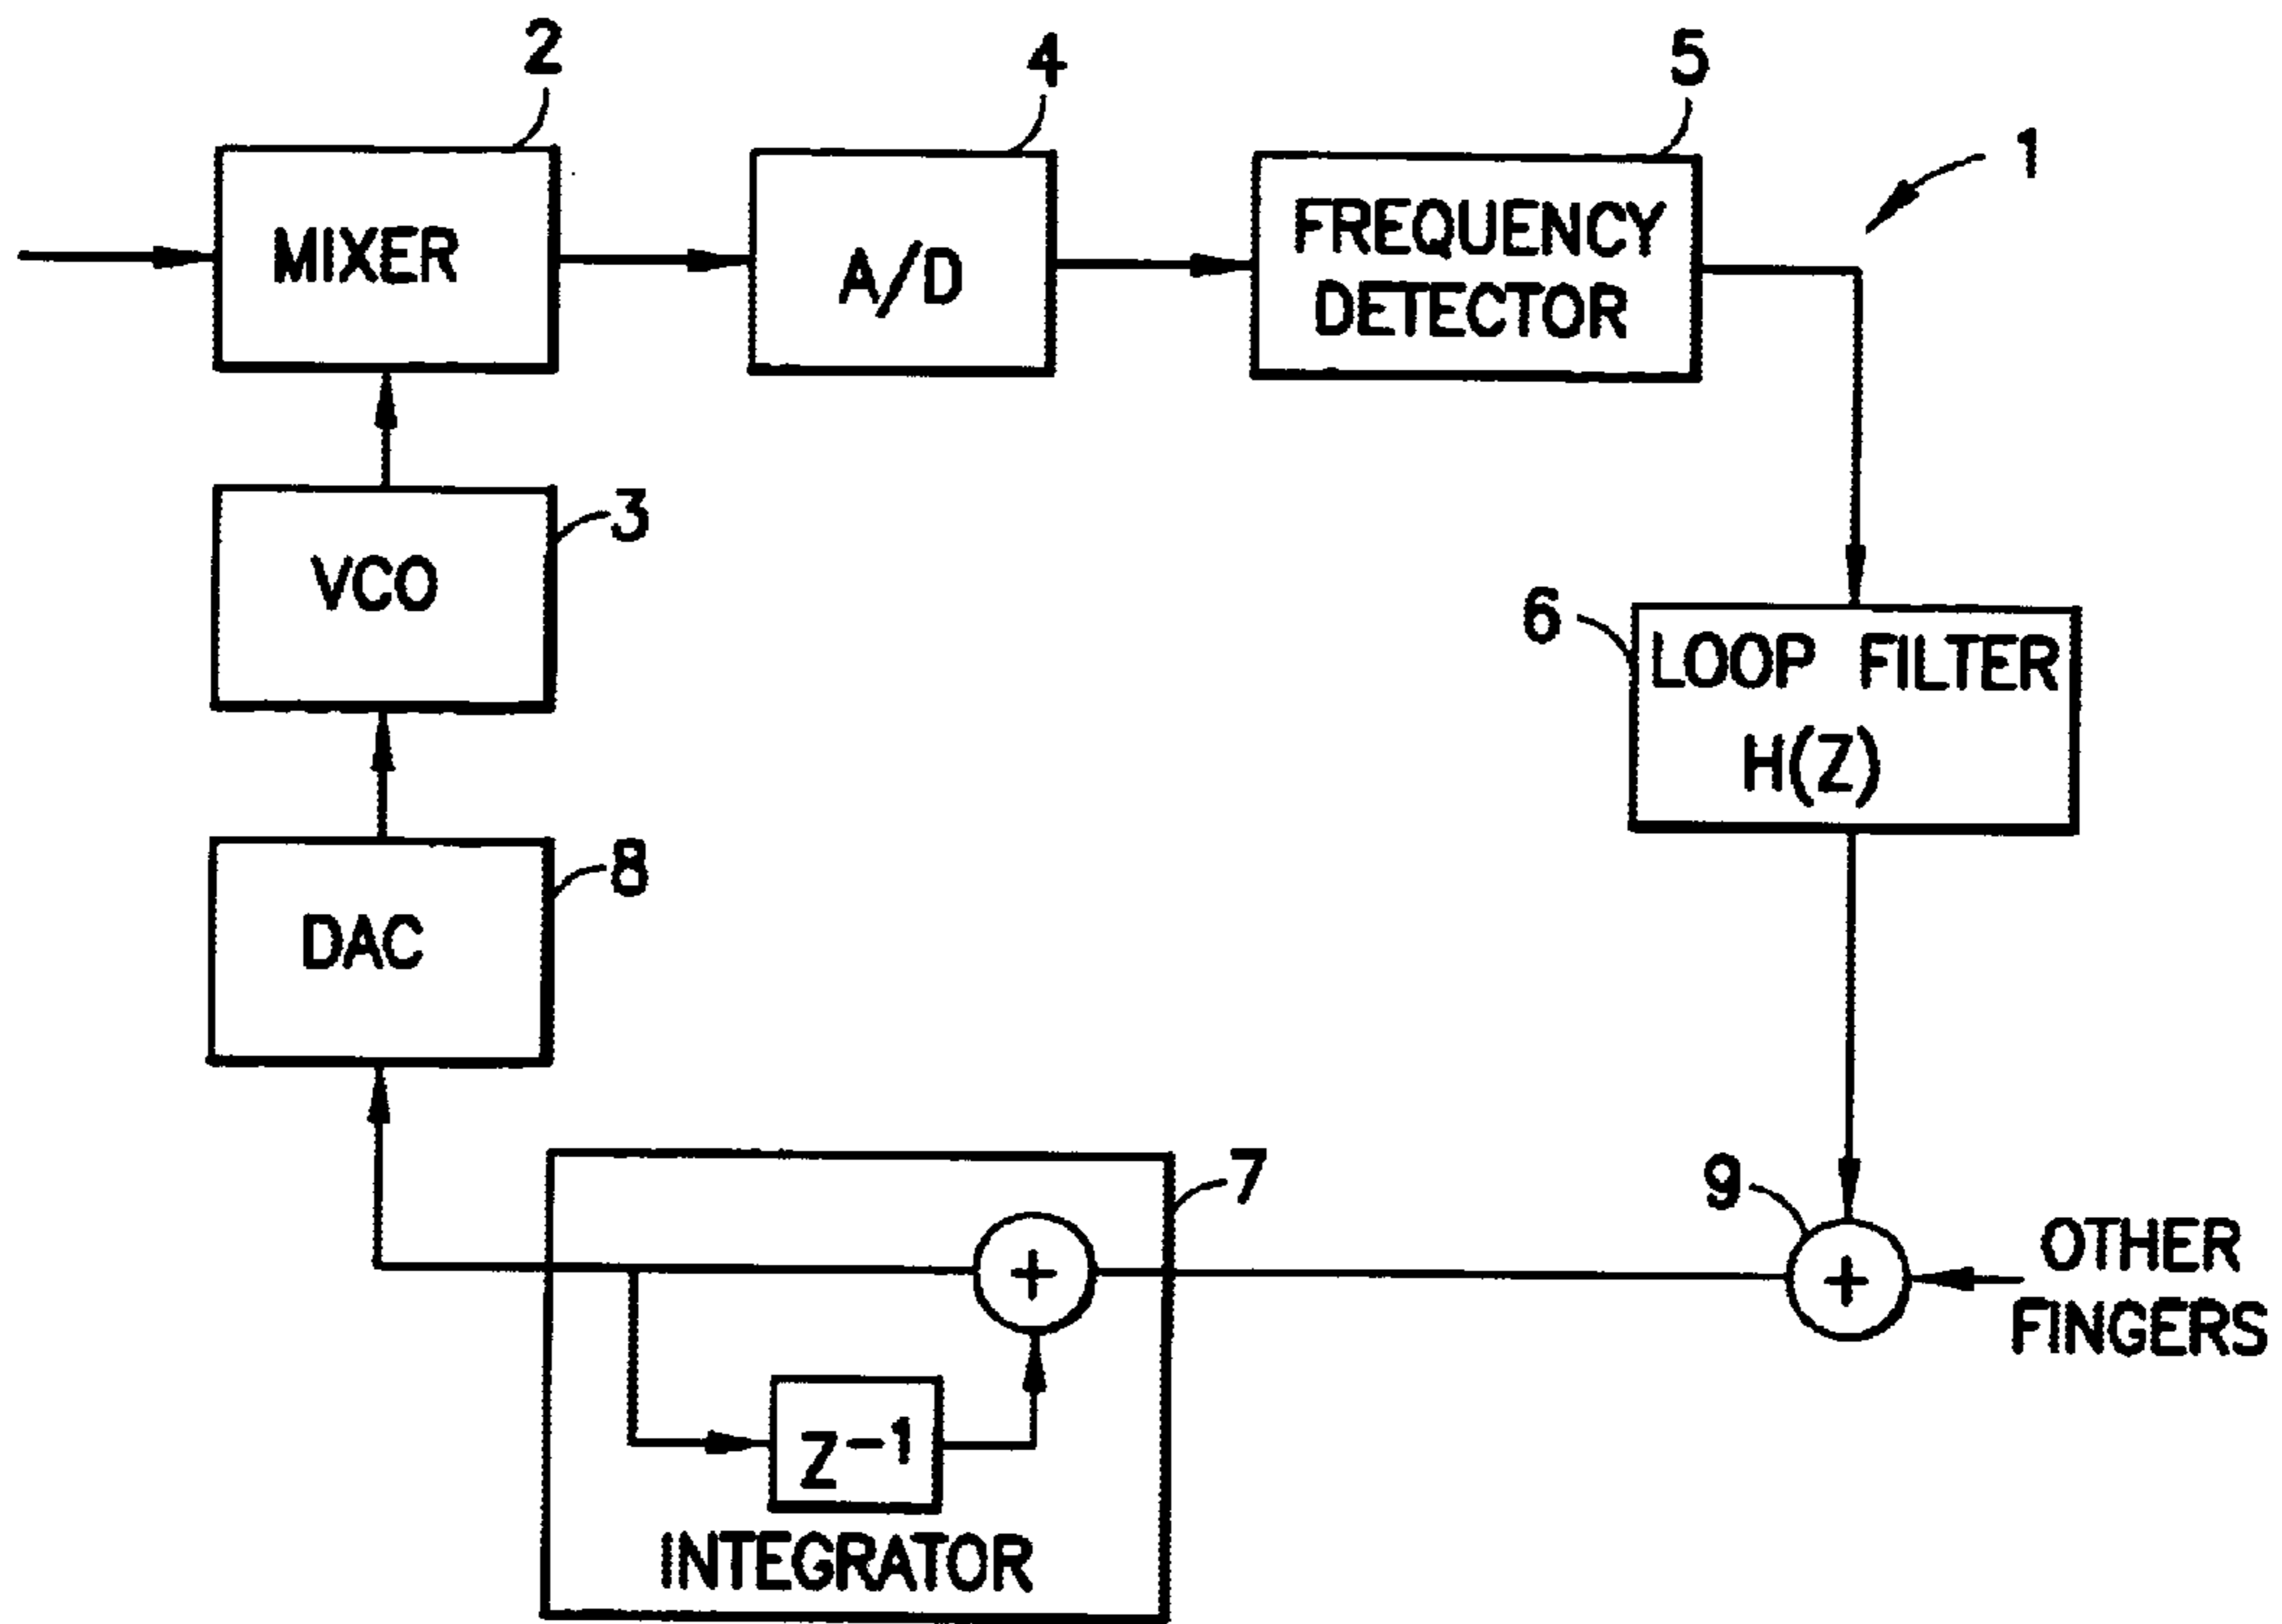 2
4
5
1
MIXER
A/D
FREQUENCY
DETECTOR
3
VCO
6
LOOP FILTER
H(Z)
8
DAC
7
9
+
+
OTHER
FINGERS
Z⁻¹
INTEGRATOR